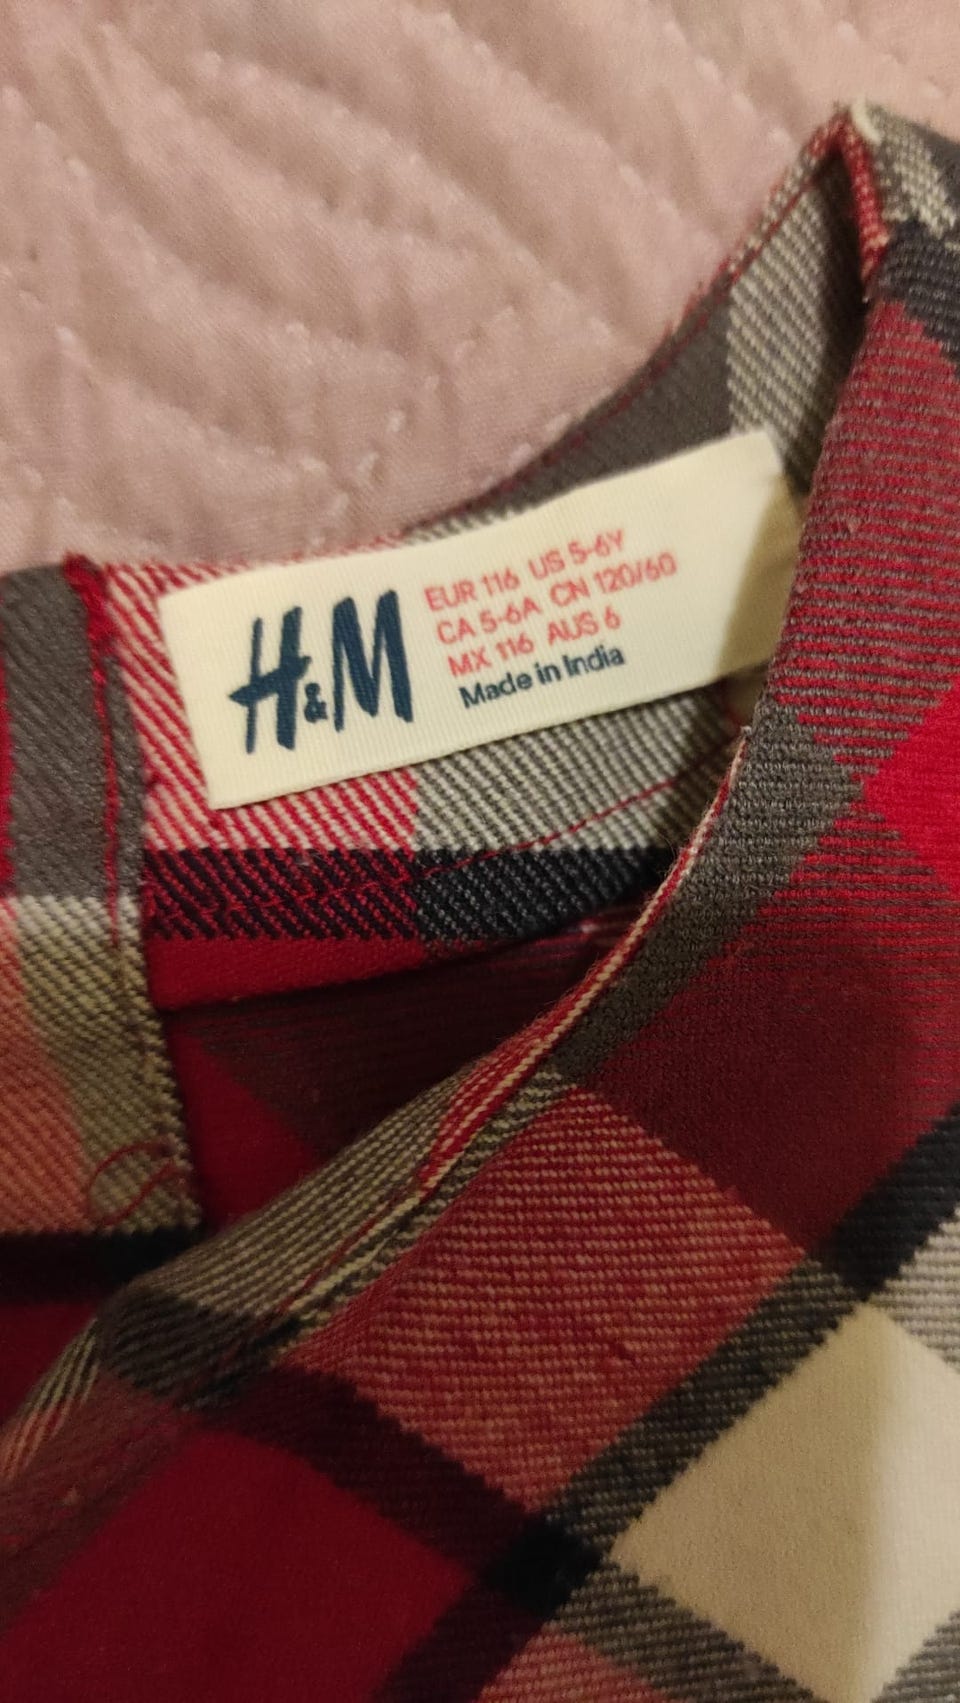 H&M
EUR 116 US 5-6Y
CA 5-6A CN 120/60
MX 116 AUS 6
Made in India